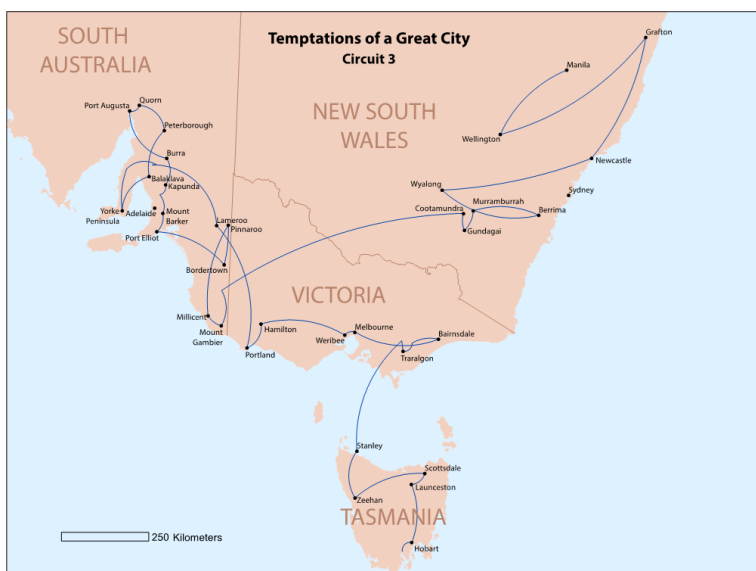 Temptations of a Great City
Circuit 3
SOUTH
AUSTRALIA
NEW SOUTH
WALES
VICTORIA
TASMANIA
Grafton
Manila
Wellington
Newcastle
Sydney
Wyalong
Murramburrah
Cootamundra
Berrima
Gundagai
Quorn
Port Augusta
Peterborough
Burra
Balaklava
Kapunda
Yorke
Peninsula
Adelaide
Mount
Barker
Port Elliot
Lameroo
Pinnaroo
Bordertown
Millicent
Mount
Gambier
Hamilton
Portland
Melbourne
Weribee
Bairnsdale
Traralgon
Stanley
Scottsdale
Launceston
Zeehan
Hobart
250 Kilometers